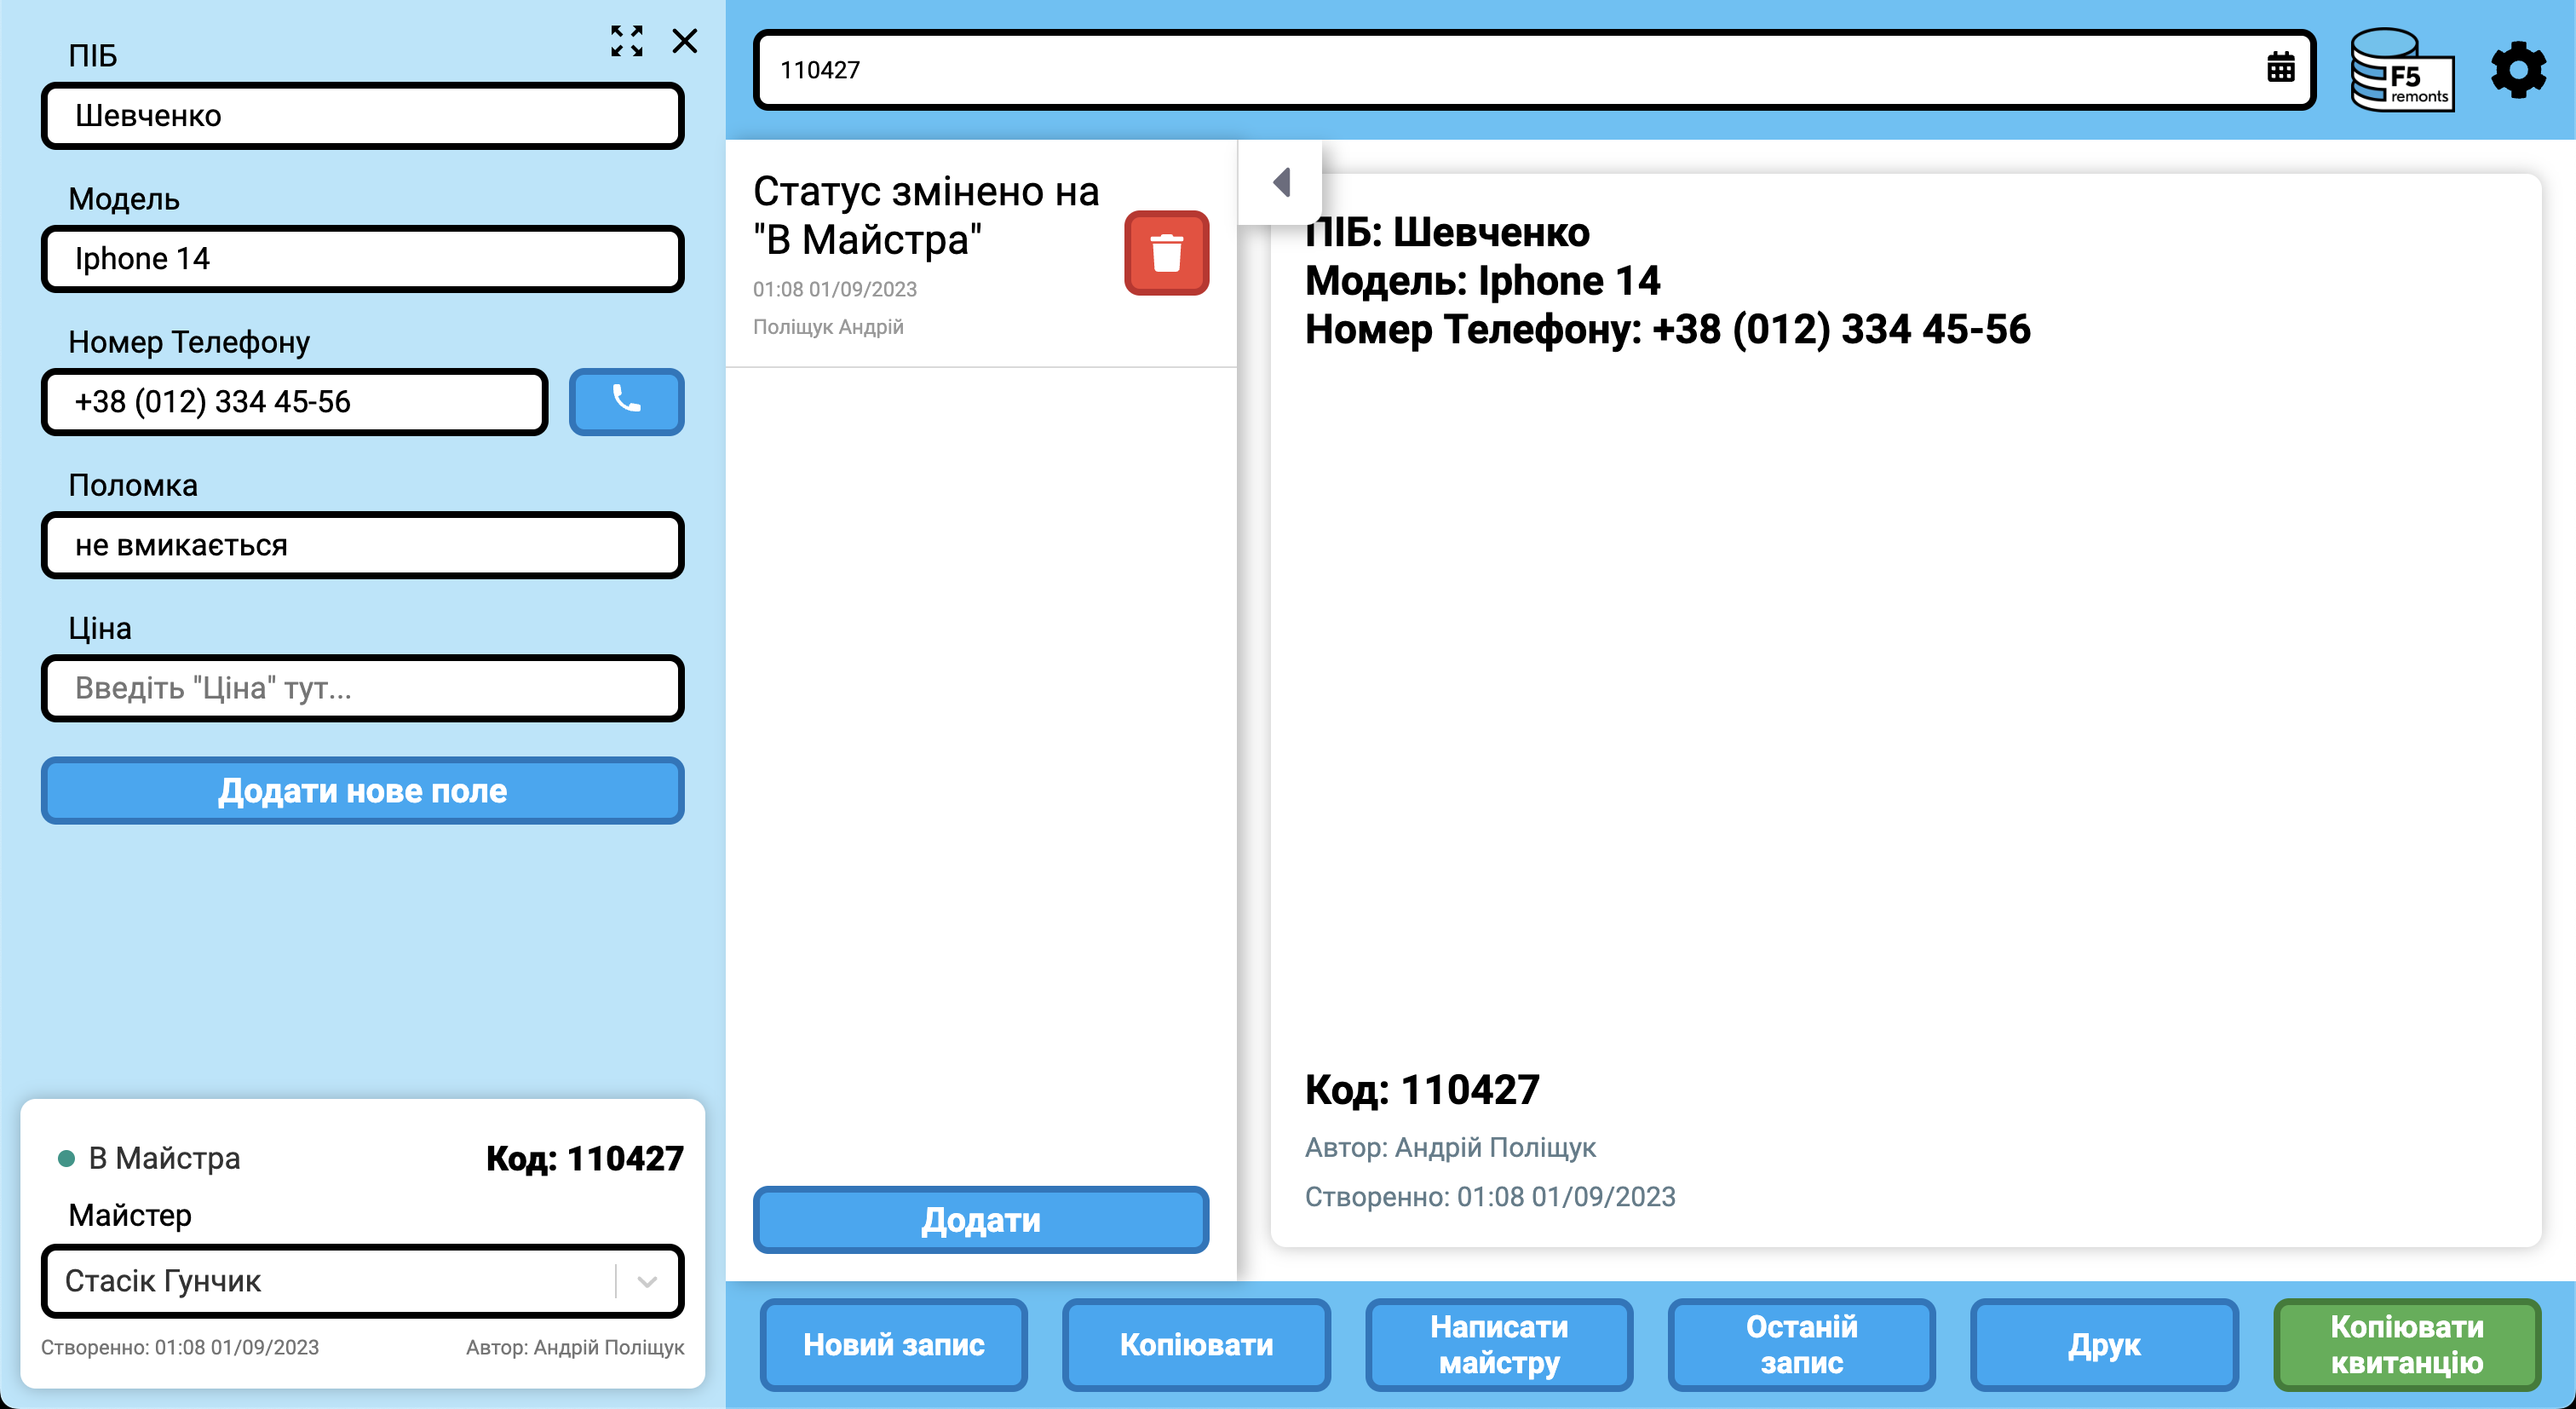 ПІБ
Шевченко
Модель
Iphone 14
Номер Телефону
+38 (012) 334 45-56
Поломка
не вмикається
Ціна
Введіть "Ціна" тут...
Додати нове поле
В Майстра
Код: 110427
Майстер
Стасік Гунчик
Створенно: 01:08 01/09/2023
Автор: Андрій Поліщук
110427
F5
remonts
Статус змінено на
"В Майстра"
01:08 01/09/2023
Поліщук Андрій
Додати
ПІБ: Шевченко
Модель: Iphone 14
Номер Телефону: +38 (012) 334 45-56
Код: 110427
Автор: Андрій Поліщук
Створенно: 01:08 01/09/2023
Новий запис
Копіювати
Написати
майстру
Останій
запис
Друк
Копіювати
квитанцію